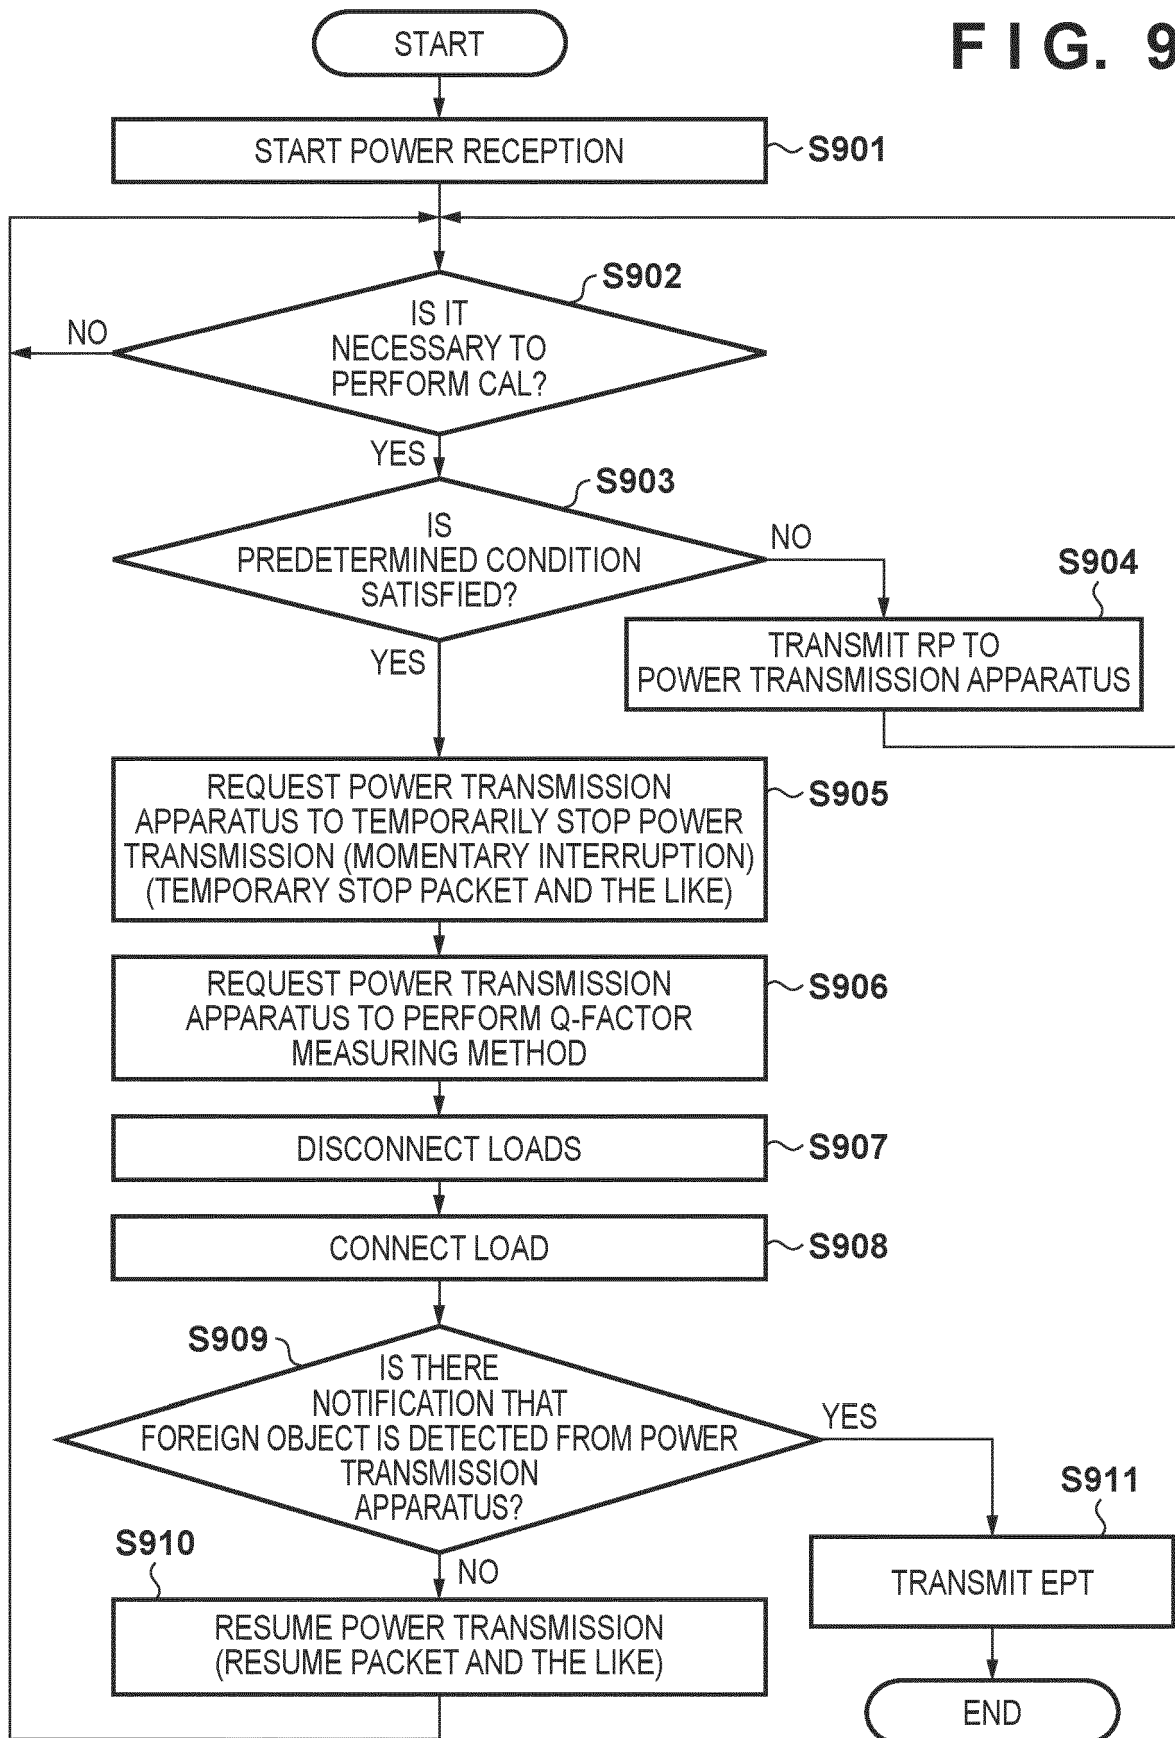 FIG. 9
START
START POWER RECEPTION
S901
S902
IS IT
NECESSARY TO
PERFORM CAL?
NO
YES
S903
IS
PREDETERMINED CONDITION
SATISFIED?
NO
YES
S904
TRANSMIT RP TO
POWER TRANSMISSION APPARATUS
REQUEST POWER TRANSMISSION
APPARATUS TO TEMPORARILY STOP POWER
TRANSMISSION (MOMENTARY INTERRUPTION)
(TEMPORARY STOP PACKET AND THE LIKE)
S905
REQUEST POWER TRANSMISSION
APPARATUS TO PERFORM Q-FACTOR
MEASURING METHOD
S906
DISCONNECT LOADS
S907
CONNECT LOAD
S908
S909
IS THERE
NOTIFICATION THAT
FOREIGN OBJECT IS DETECTED FROM POWER
TRANSMISSION
APPARATUS?
YES
NO
S910
RESUME POWER TRANSMISSION
(RESUME PACKET AND THE LIKE)
S911
TRANSMIT EPT
END